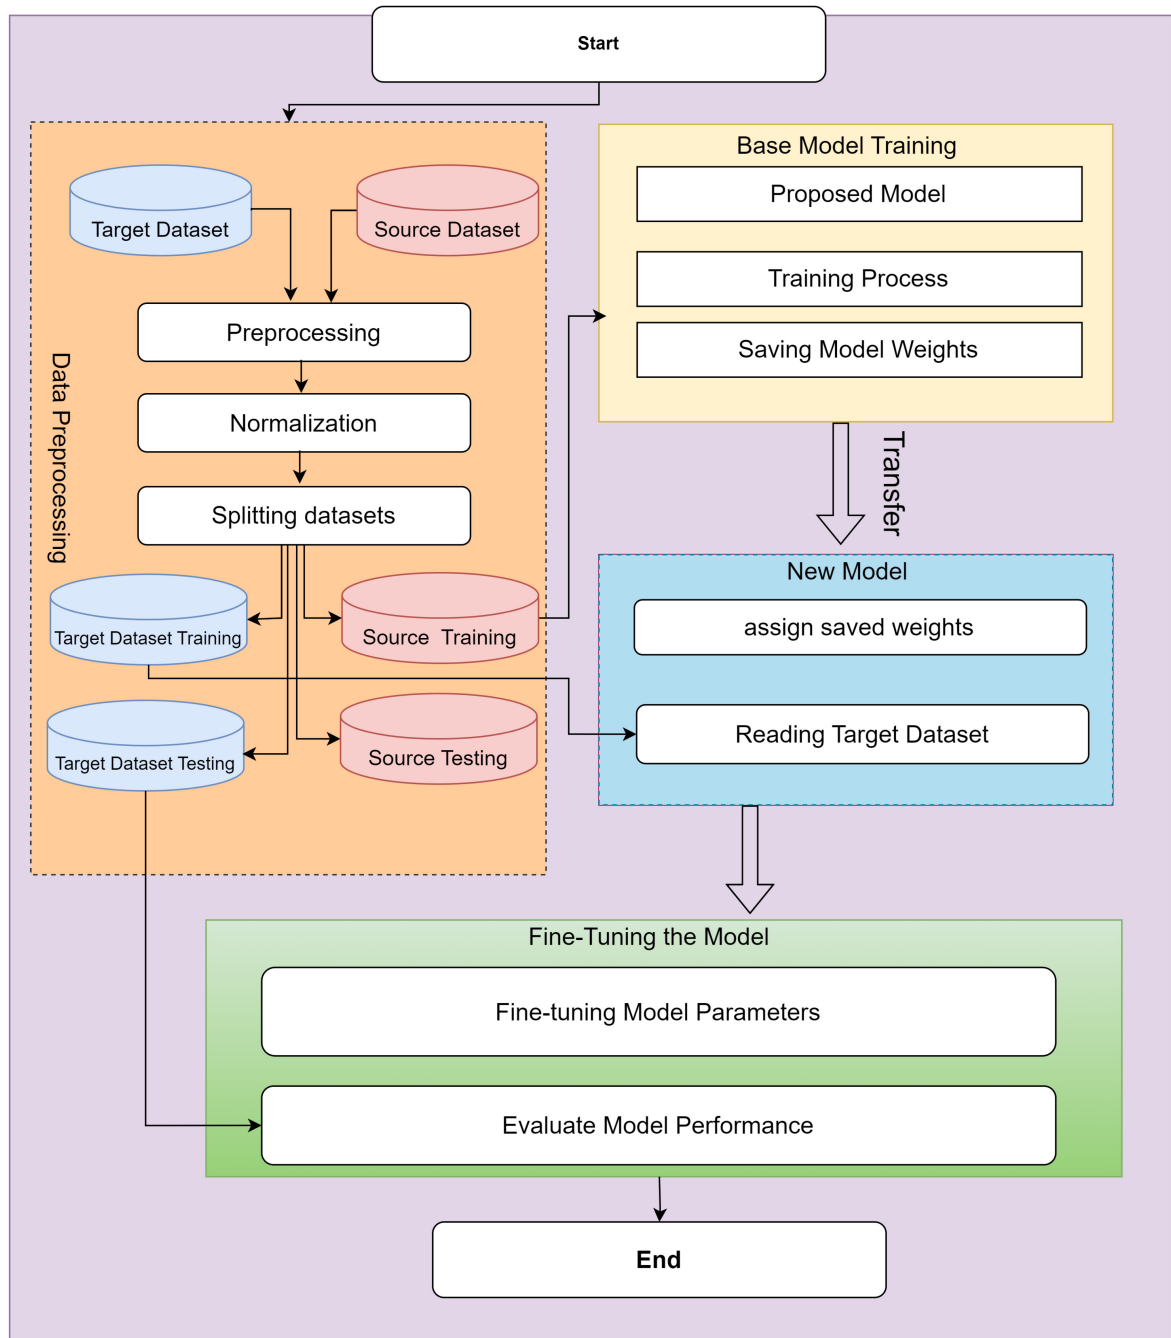 Start
Data Preprocessing
Target Dataset
Source Dataset
Preprocessing
Normalization
Splitting datasets
Target Dataset Training
Source Training
Target Dataset Testing
Source Testing
Base Model Training
Proposed Model
Training Process
Saving Model Weights
Transfer
New Model
assign saved weights
Reading Target Dataset
Fine-Tuning the Model
Fine-tuning Model Parameters
Evaluate Model Performance
End